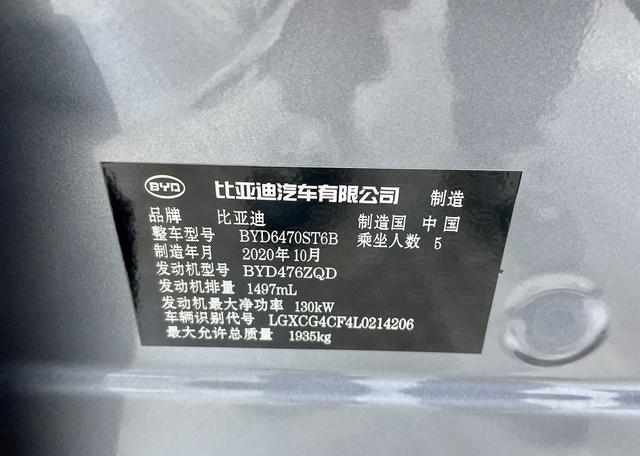 BYD 比亚迪汽车有限公司 制造
品牌 比亚迪 制造国 中国
整车型号 BYD6470ST6B 乘坐人数 5
制造年月 2020年10月
发动机型号 BYD476ZQD
发动机排量 1497mL
发动机最大净功率 130kW
车辆识别代号 LGXCG4CF4L0214206
最大允许总质量 1935kg